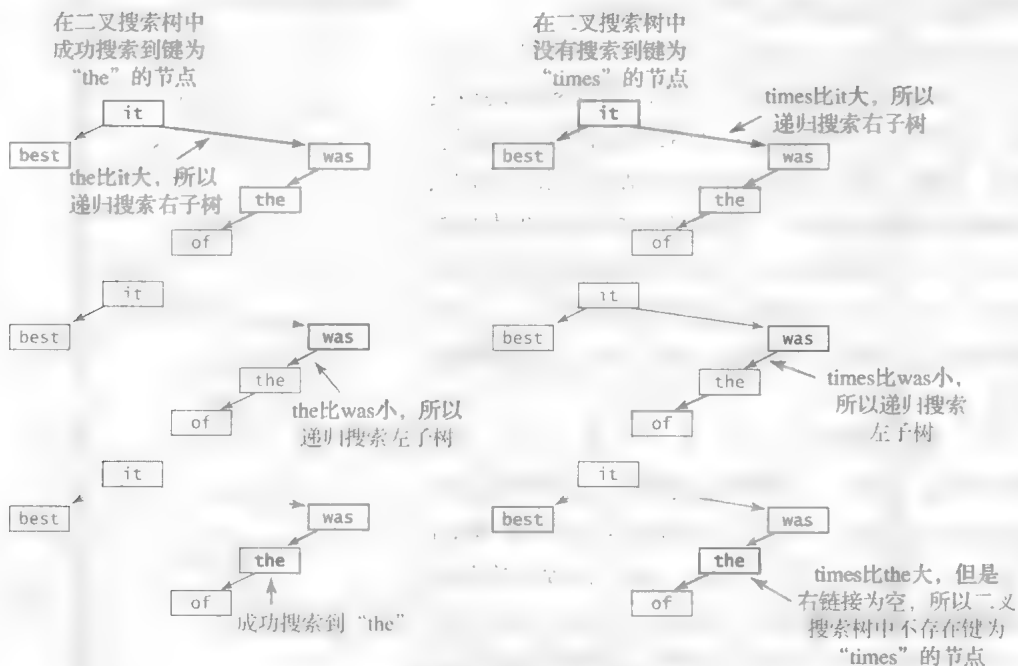 在二叉搜索树中
成功搜索到键为
“the”的节点
it
best
was
the比it大，所以
递归搜索右子树
the
of
it
best
was
the
the比was小，所以
递归搜索左子树
of
it
best
was
the
of
成功搜索到“the”
在二叉搜索树中
没有搜索到键为
“times”的节点
it
times比it大，所以
递归搜索右子树
best
was
the
of
it
best
was
the
times比was小，
所以递归搜索
左子树
of
it
best
was
the
of
times比the大，但是
右链接为空，所以二叉
搜索树中不存在键为
“times”的节点